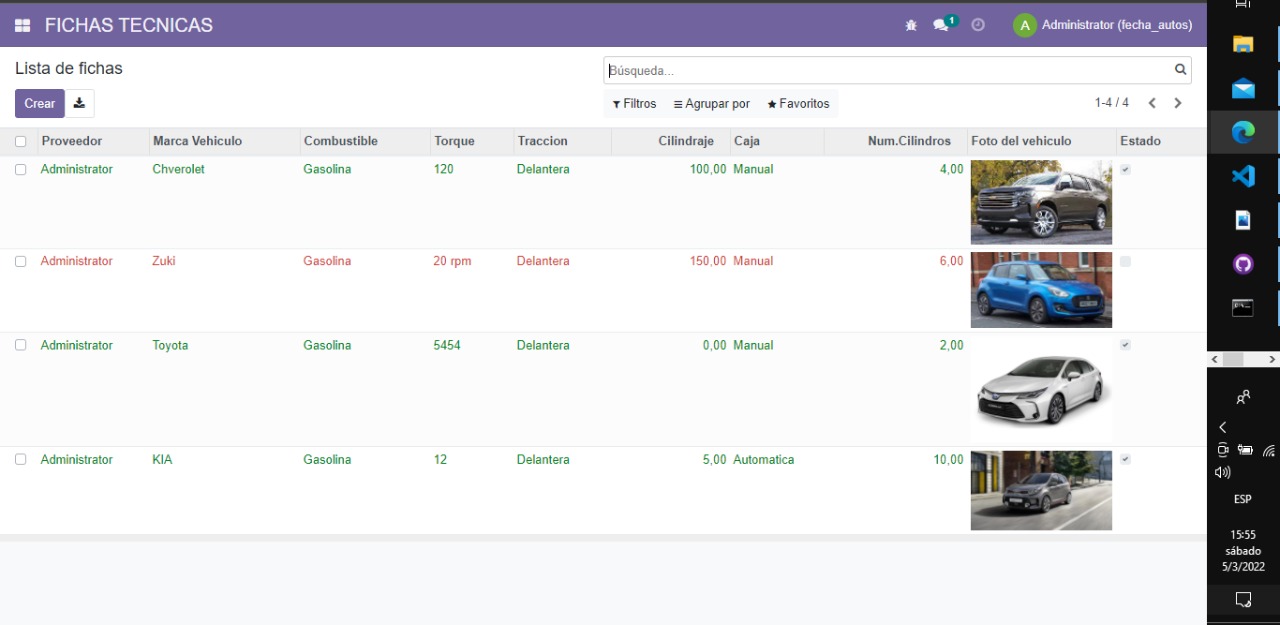 FICHAS TECNICAS
1
A
Administrator (fecha_autos)
Lista de fichas
Búsqueda...
Crear
Filtros
Agrupar por
Favoritos
1-4 / 4
Proveedor Marca Vehiculo Combustible Torque Traccion Cilindraje Caja Num.Cilindros Foto del vehiculo Estado
Administrator Chverolet Gasolina 120 Delantera 100,00 Manual 4,00
Administrator Zuki Gasolina 20 rpm Delantera 150,00 Manual 6,00
Administrator Toyota Gasolina 5454 Delantera 0,00 Manual 2,00
Administrator KIA Gasolina 12 Delantera 5,00 Automatica 10,00
ESP
15:55
sábado
5/3/2022